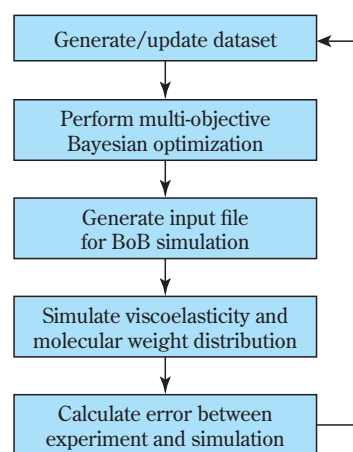 Generate/update dataset
Perform multi-objective
Bayesian optimization
Generate input file
for BoB simulation
Simulate viscoelasticity and
molecular weight distribution
Calculate error between
experiment and simulation